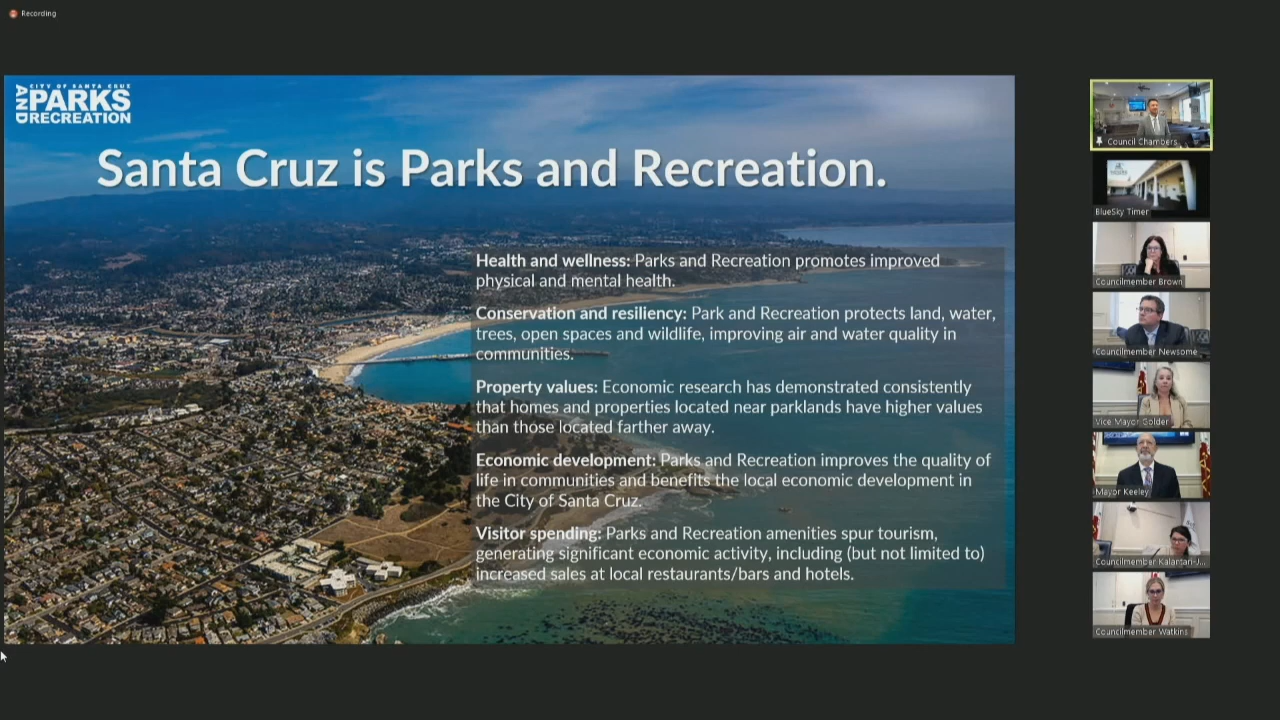 Recording
CITY OF SANTA CRUZ
AND
PARKS
RECREATION
Santa Cruz is Parks and Recreation.
Health and wellness: Parks and Recreation promotes improved
physical and mental health.
Conservation and resiliency: Park and Recreation protects land, water,
trees, open spaces and wildlife, improving air and water quality in
communities.
Property values: Economic research has demonstrated consistently
that homes and properties located near parklands have higher values
than those located farther away.
Economic development: Parks and Recreation improves the quality of
life in communities and benefits the local economic development in
the City of Santa Cruz.
Visitor spending: Parks and Recreation amenities spur tourism,
generating significant economic activity, including (but not limited to)
increased sales at local restaurants/bars and hotels.
Council Chambers
BlueSky Timer
Councilmember Brown
Councilmember Newsome
Vice Mayor Golder
Mayor Keeley
Councilmember Kalantari-J...
Councilmember Watkins